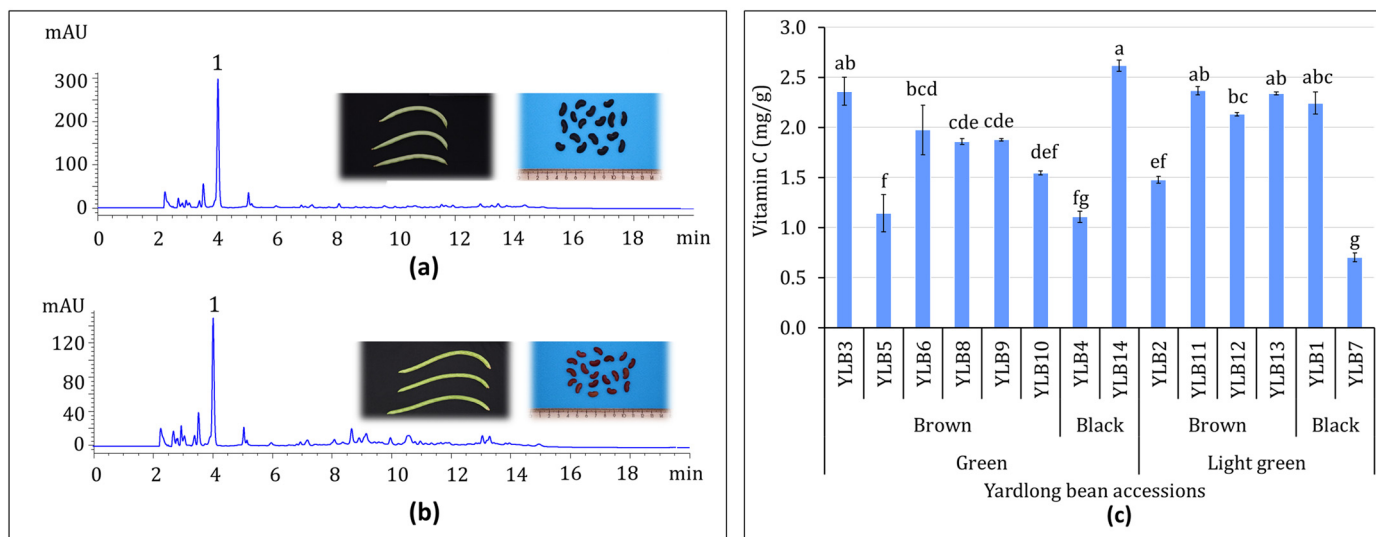 mAU
1
300
200
100
0
0 2 4 6 8 10 12 14 16 18 min
(a)
mAU
1
120
80
40
0
0 2 4 6 8 10 12 14 16 18 min
(b)
Vitamin C (mg/g)
3.0
2.5
2.0
1.5
1.0
0.5
0.0
ab f bcd cde cde def fg a ef ab bc ab abc g
YLB3 YLB5 YLB6 YLB8 YLB9 YLB10 YLB4 YLB14 YLB2 YLB11 YLB12 YLB13 YLB1 YLB7
Brown Black Brown Black
Green Light green
Yardlong bean accessions
(c)